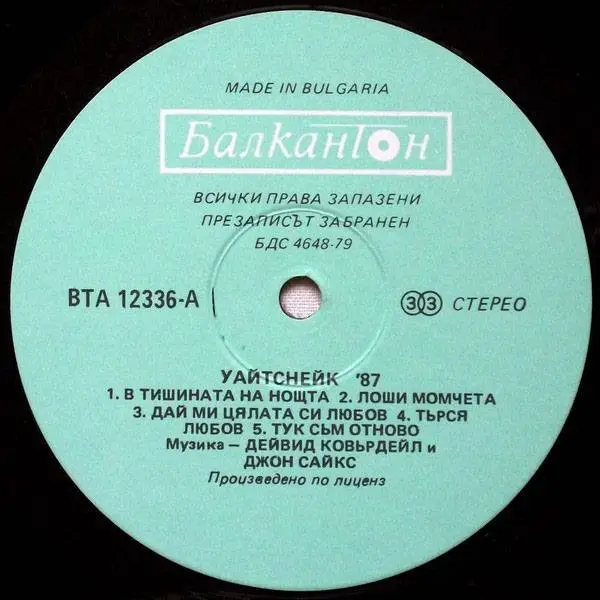 MADE IN BULGARIA
БалканТон
ВСИЧКИ ПРАВА ЗАПАЗЕНИ
ПРЕЗАПИСЪТ ЗАБРАНЕН
БДС 4648-79
ВТА 12336-А
33 СТЕРЕО
УАЙТСНЕЙК '87
1. В ТИШИНАТА НА НОЩТА 2. ЛОШИ МОМЧЕТА
3. ДАЙ МИ ЦЯЛАТА СИ ЛЮБОВ 4. ТЪРСЯ
ЛЮБОВ 5. ТУК СЪМ ОТНОВО
Музика – ДЕЙВИД КОВЪРДЕЙЛ и
ДЖОН САЙКС
Произведено по лиценз